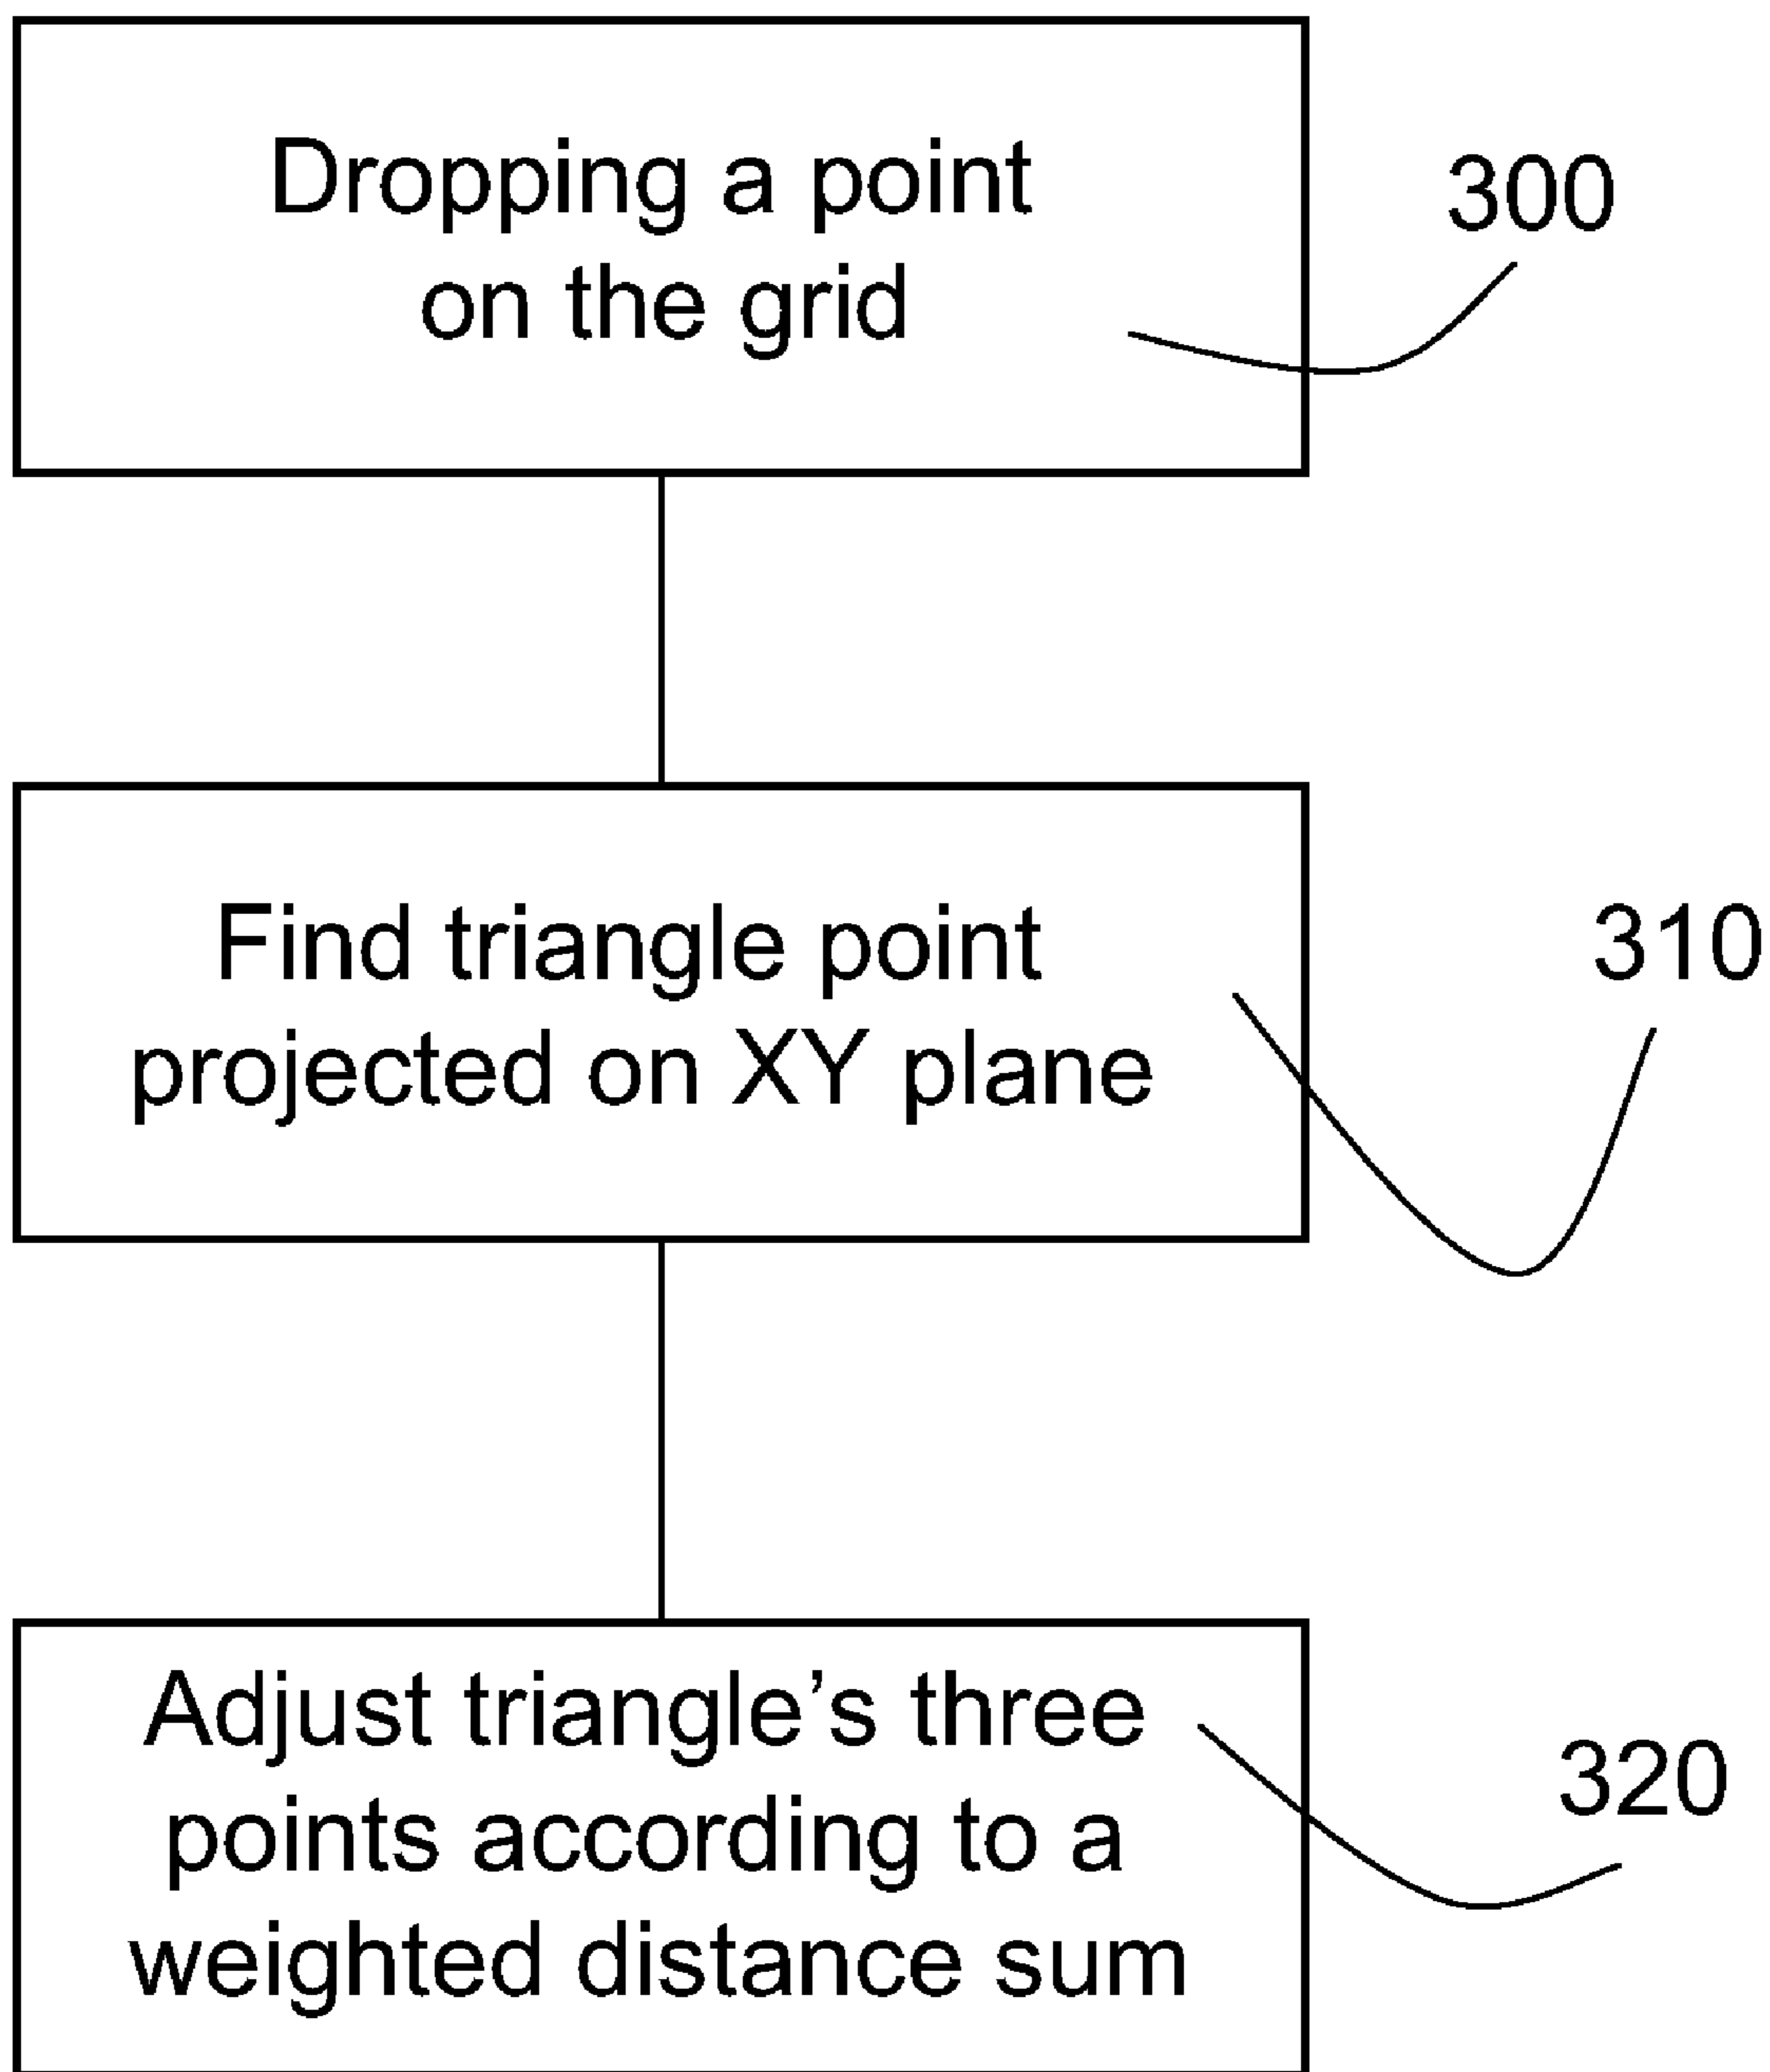 Dropping a point
on the grid
300
Find triangle point
projected on XY plane
310
Adjust triangle’s three
points according to a
weighted distance sum
320